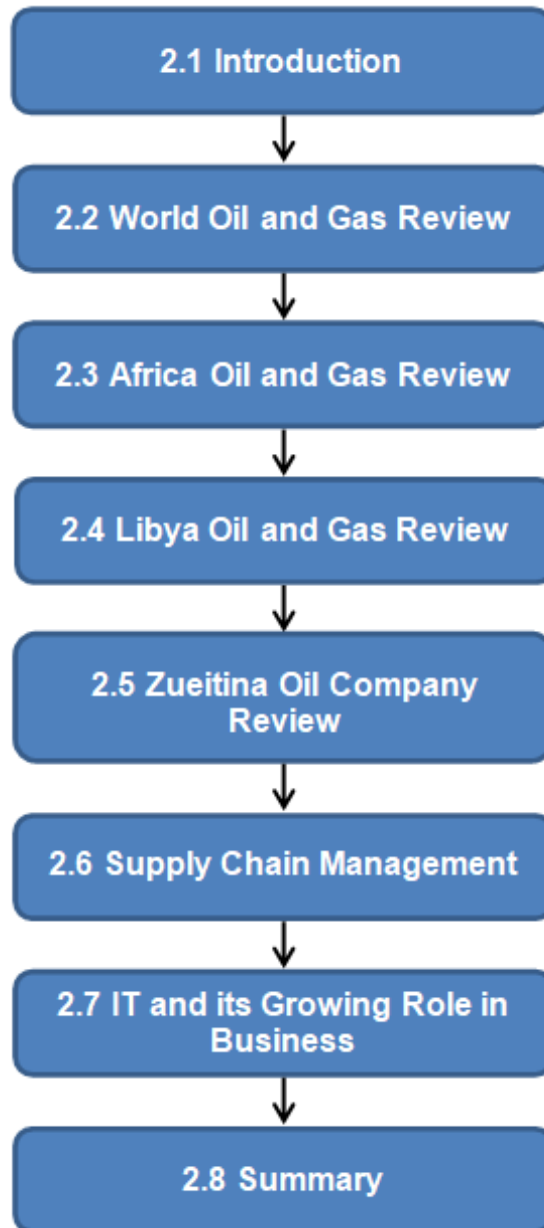 2.1 Introduction
2.2 World Oil and Gas Review
2.3 Africa Oil and Gas Review
2.4 Libya Oil and Gas Review
2.5 Zueitina Oil Company
Review
2.6 Supply Chain Management
2.7 IT and its Growing Role in
Business
2.8 Summary